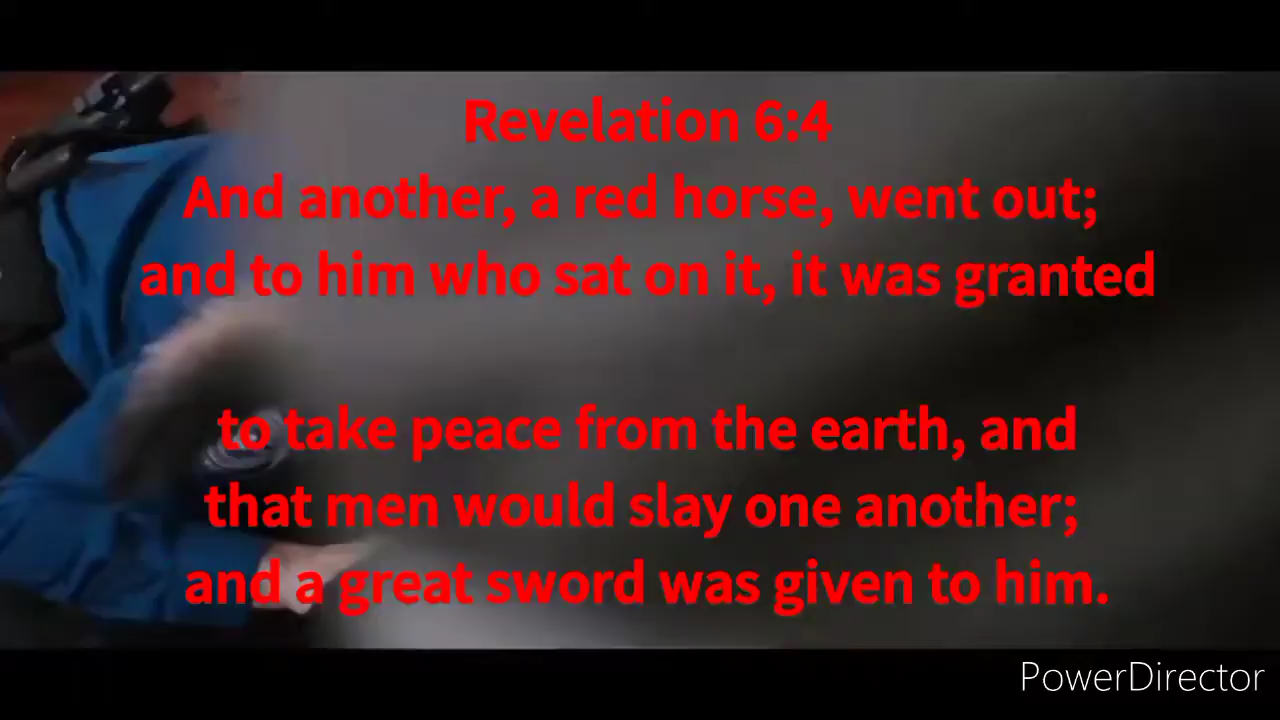 Revelation 6:4
And another, a red horse, went out;
and to him who sat on it, it was granted
to take peace from the earth, and
that men would slay one another;
and a great sword was given to him.
PowerDirector